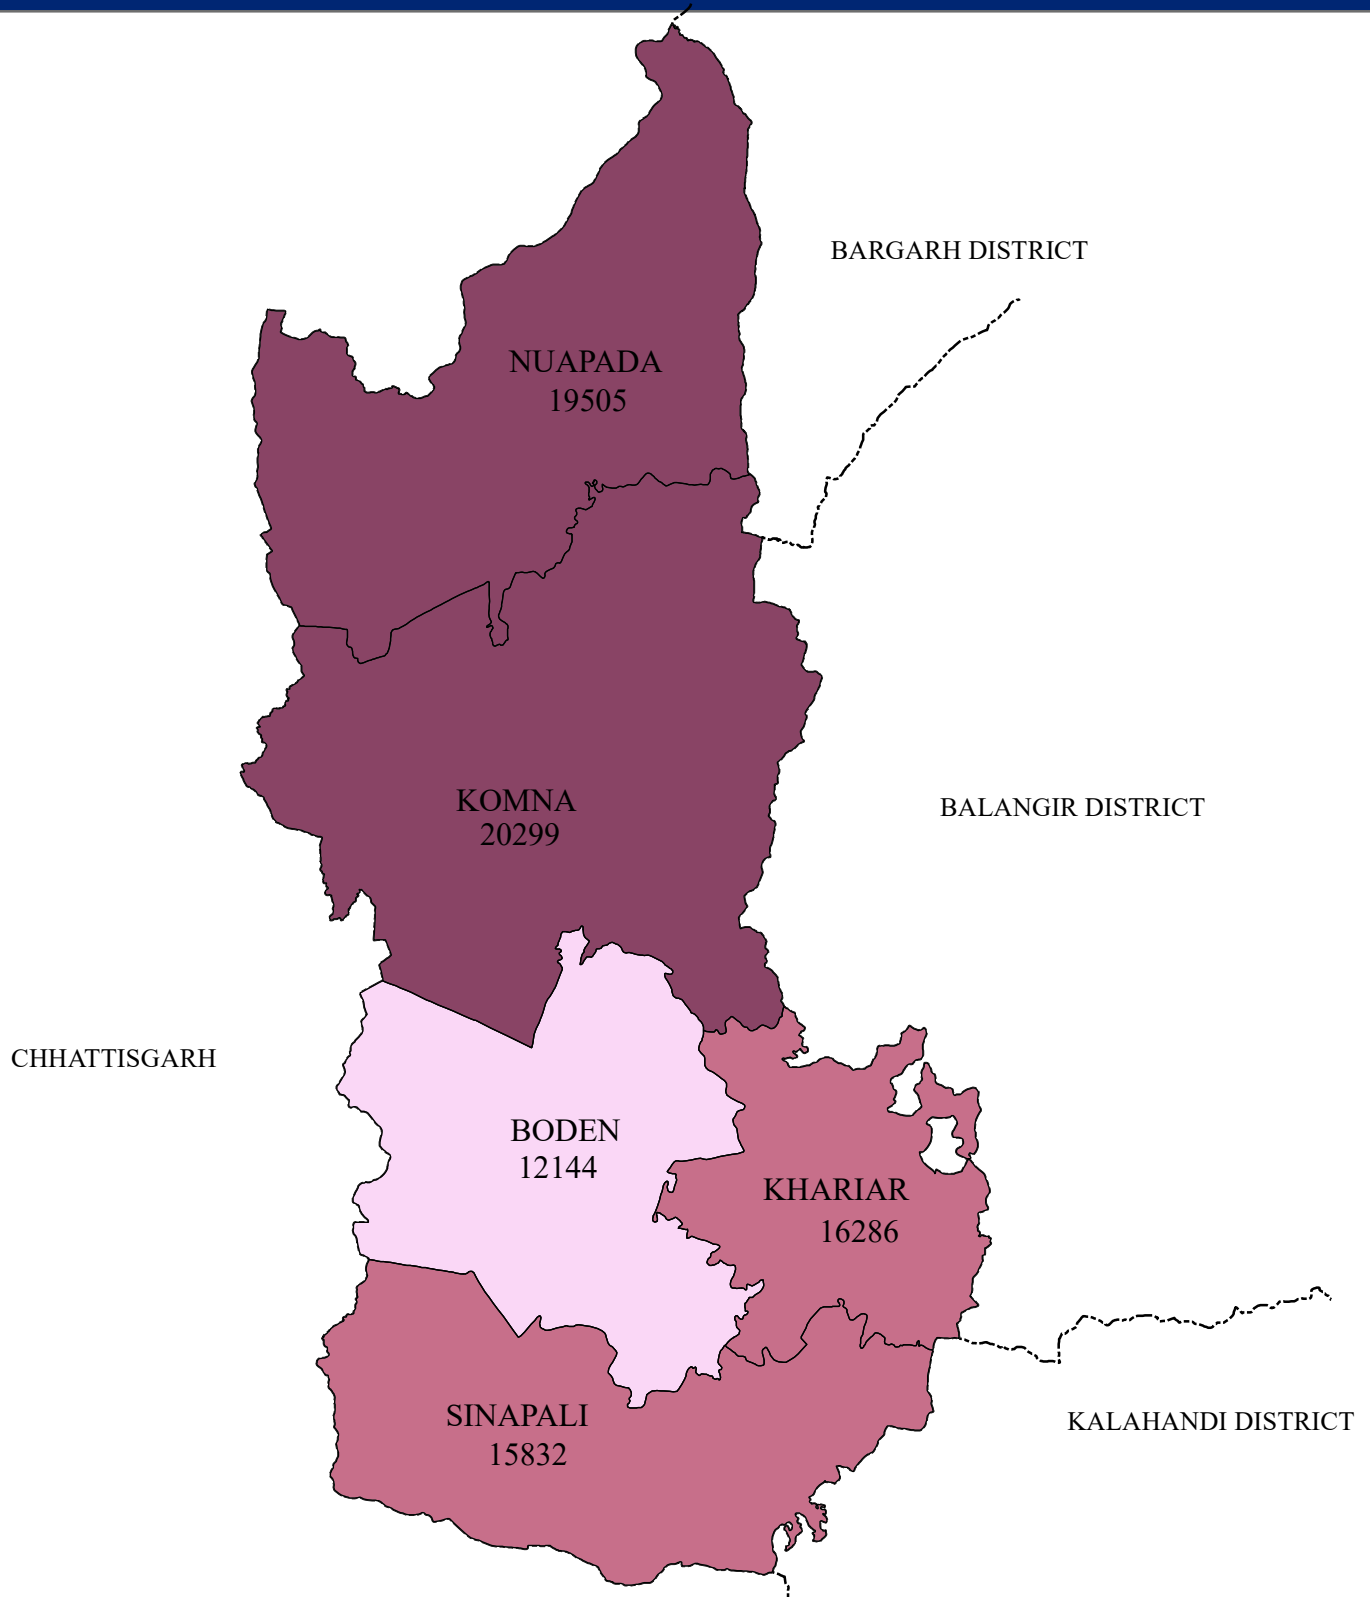 BARGARH DISTRICT
NUAPADA
19505
KOMNA
20299
BALANGIR DISTRICT
CHHATTISGARH
BODEN
12144
KHARIAR
16286
SINAPALI
15832
KALAHANDI DISTRICT